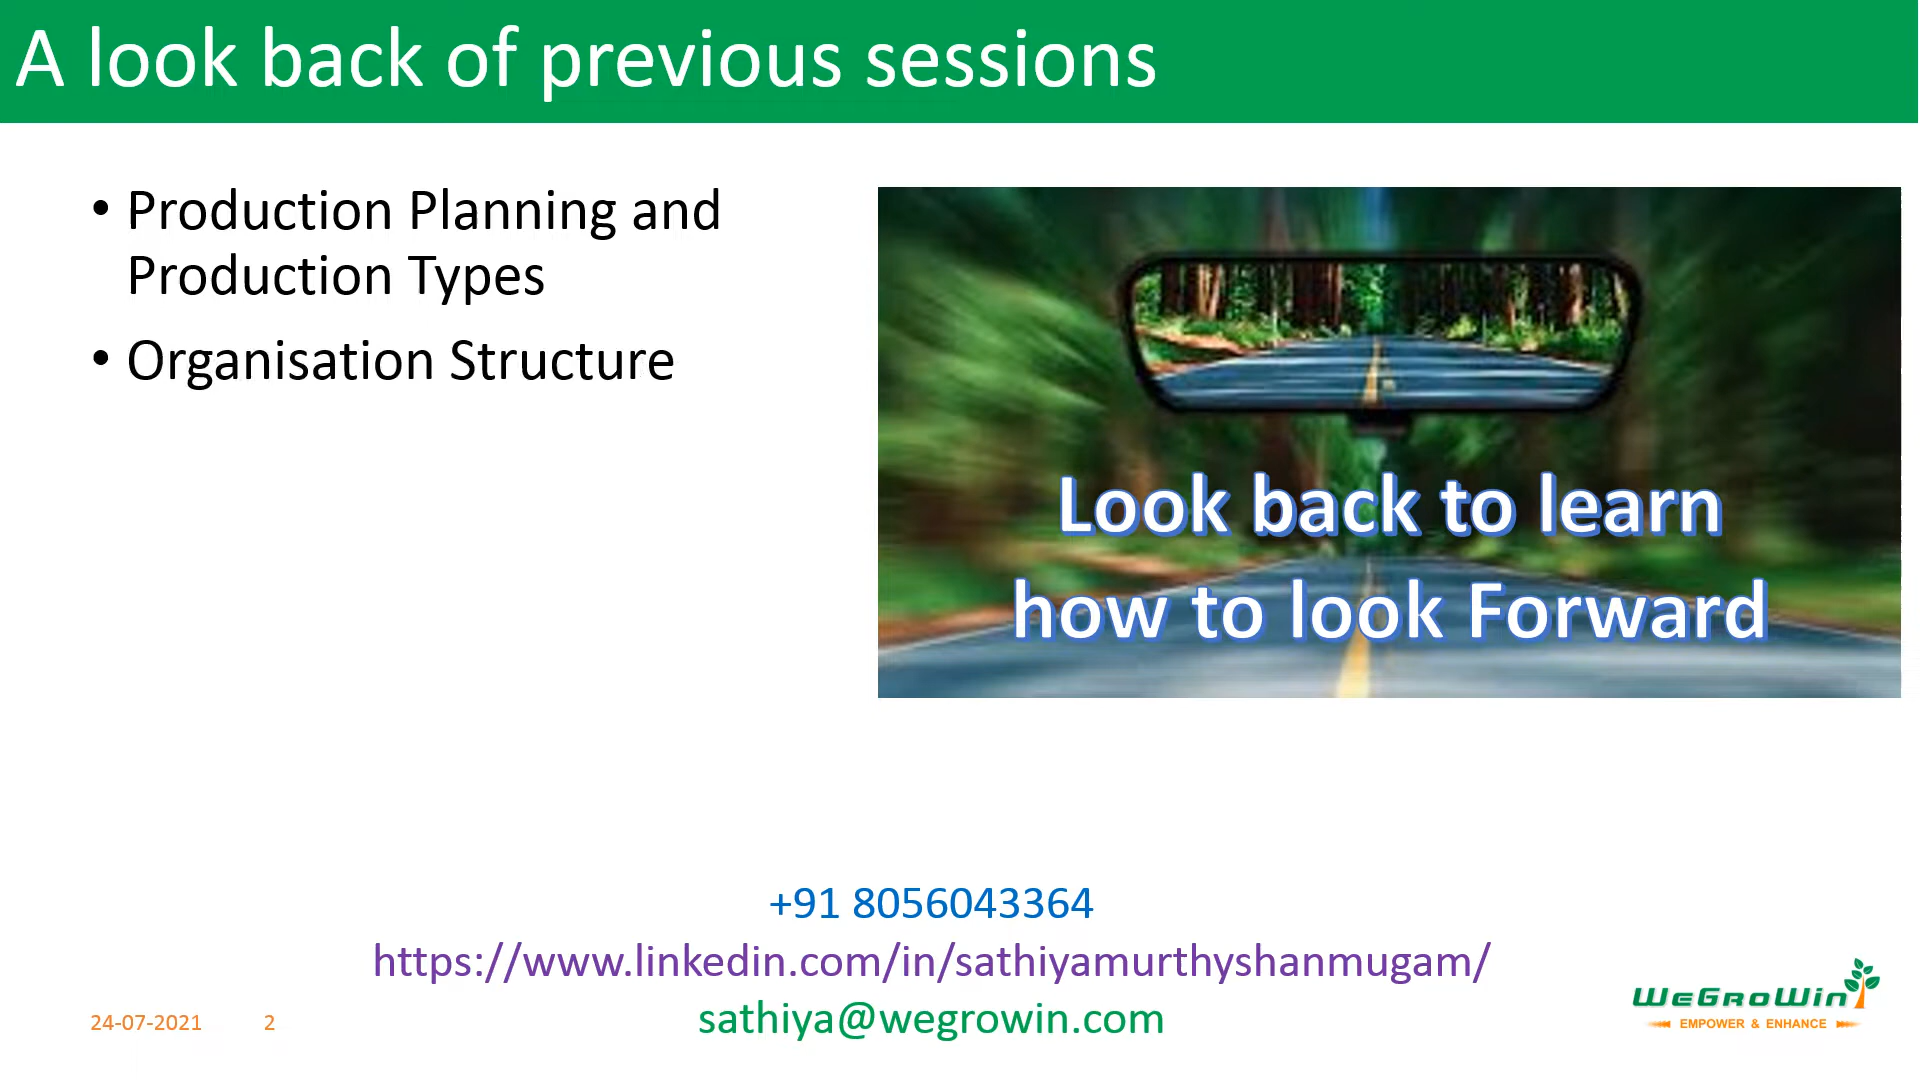 A look back of previous sessions
• Production Planning and
Production Types
• Organisation Structure
Look back to learn
how to look Forward
+91 8056043364
https://www.linkedin.com/in/sathiyamurthyshanmugam/
sathiya@wegrowin.com
24-07-2021 2
WeGroWin
EMPOWER & ENHANCE